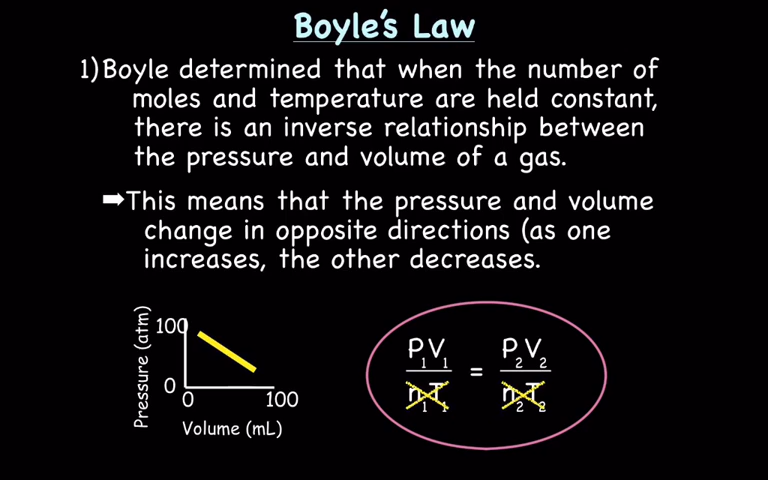 Boyle's Law
1)Boyle determined that when the number of
moles and temperature are held constant,
there is an inverse relationship between
the pressure and volume of a gas.
➡This means that the pressure and volume
change in opposite directions (as one
increases, the other decreases.
Pressure (atm)
100
0
0
100
Volume (mL)
P₁V₁ = P₂V₂
n₁T₁ n₂T₂